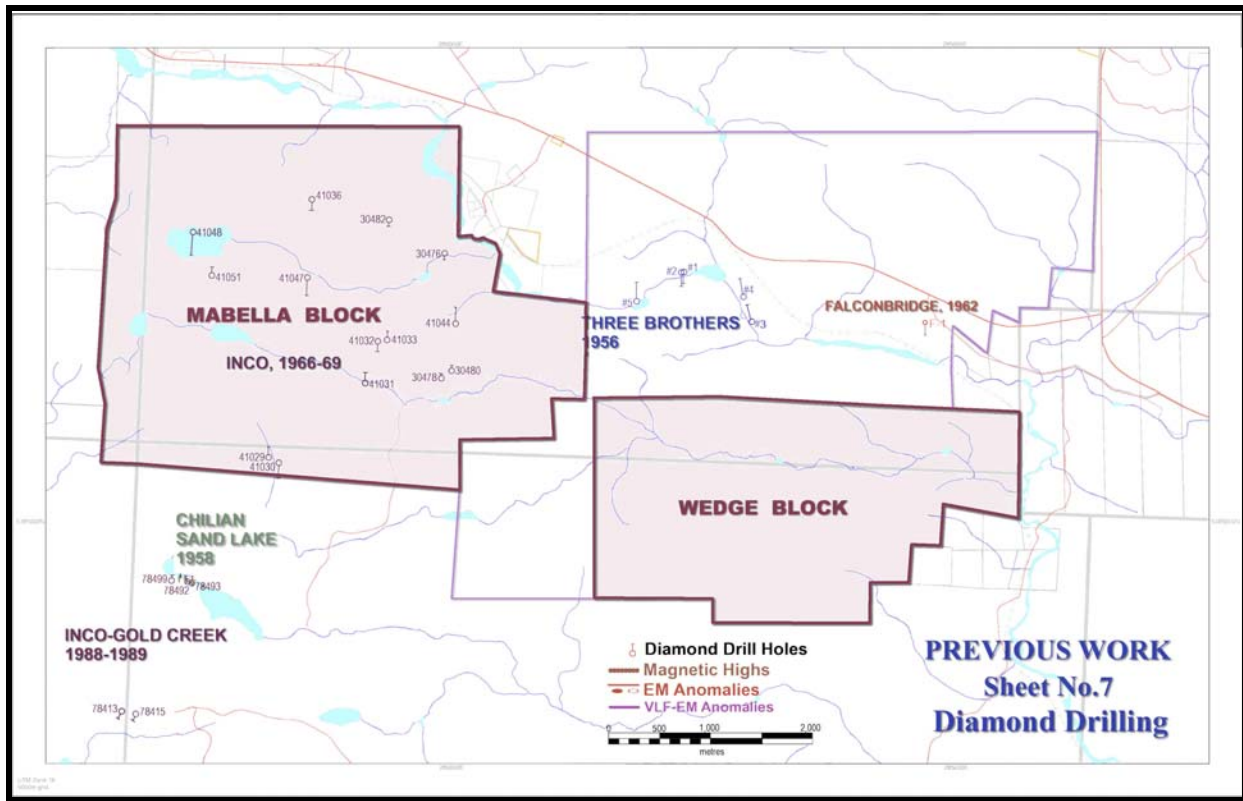 41036
30482
41048
30476
41051
41047
#2
#1
#5
#4
#3
MABELLA BLOCK
41044
THREE BROTHERS
1956
FALCONBRIDGE, 1962
F-1
41032
41033
INCO, 1966-69
30478
30480
41031
41029
41030
WEDGE BLOCK
CHILIAN
SAND LAKE
1958
78499
78492
78493
INCO-GOLD CREEK
1988-1989
78413
78415
Diamond Drill Holes
Magnetic Highs
EM Anomalies
VLF-EM Anomalies
0 500 1,000 2,000
metres
PREVIOUS WORK
Sheet No.7
Diamond Drilling